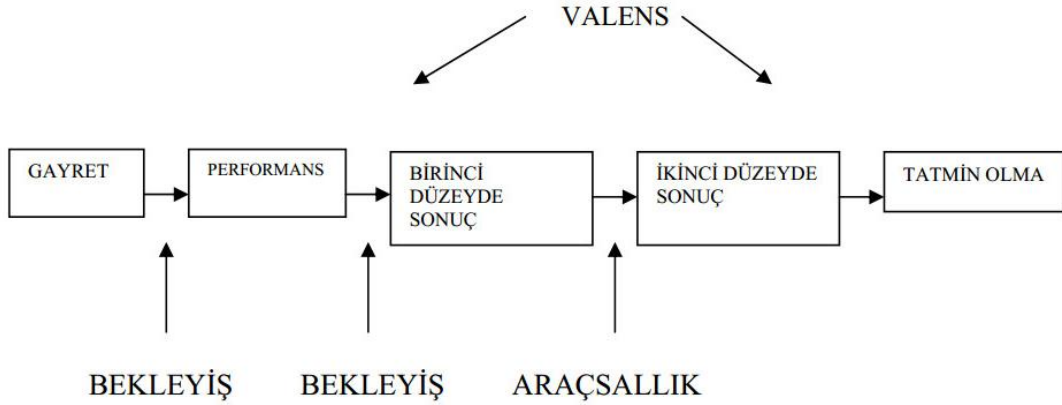 VALENS
GAYRET
PERFORMANS
BİRİNCİ
DÜZEYDE
SONUÇ
İKİNCİ DÜZEYDE
SONUÇ
TATMİN OLMA
BEKLEYİŞ
BEKLEYİŞ
ARAÇSALLIK